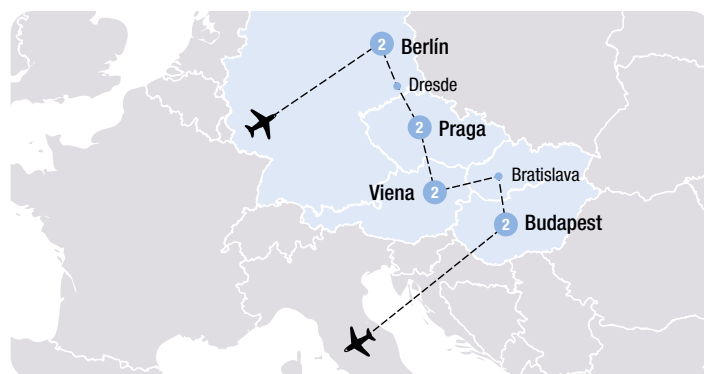 2 Berlín
Dresde
2 Praga
Viena 2
Bratislava
2 Budapest